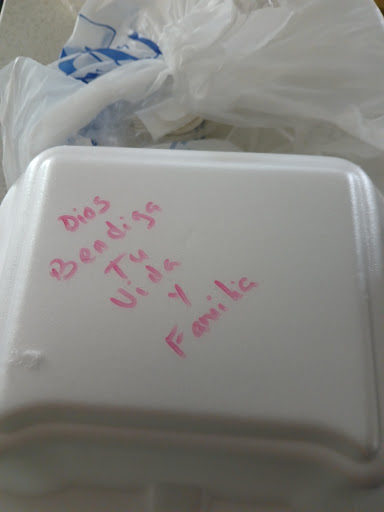 Dios
Bendiga
Tu
Vida
y
Familia